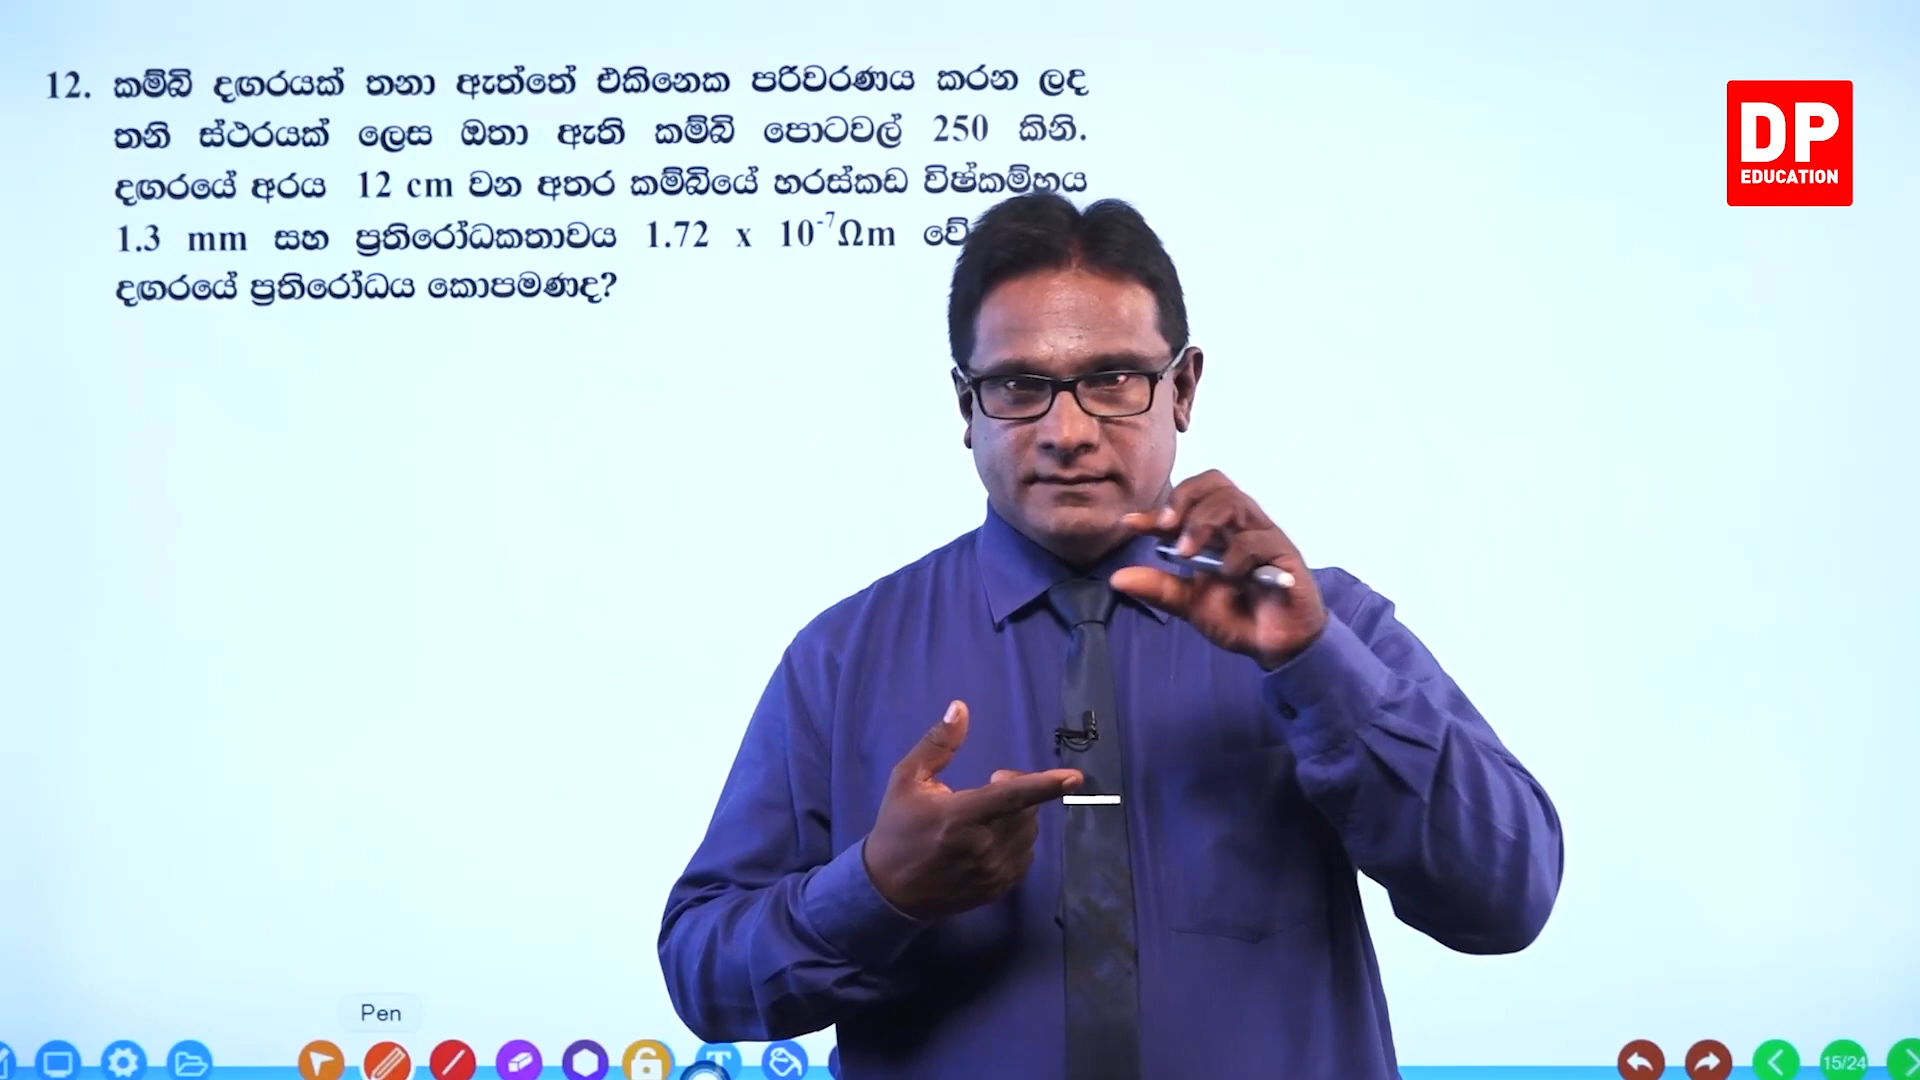 12. කම්බි දඟරයක් තනා ඇත්තේ එකිනෙක පරිවරණය කරන ලද
තනි ස්ථරයක් ලෙස ඔතා ඇති කම්බි පොටවල් 250 කිනි.
දඟරයේ අරය 12 cm වන අතර කම්බියේ හරස්කඩ විෂ්කම්භය
1.3 mm සහ ප්‍රතිරෝධකතාවය 1.72 x 10⁻⁷Ωm වේ
දඟරයේ ප්‍රතිරෝධය කොපමණද?
DP
EDUCATION
Pen
T
15/24